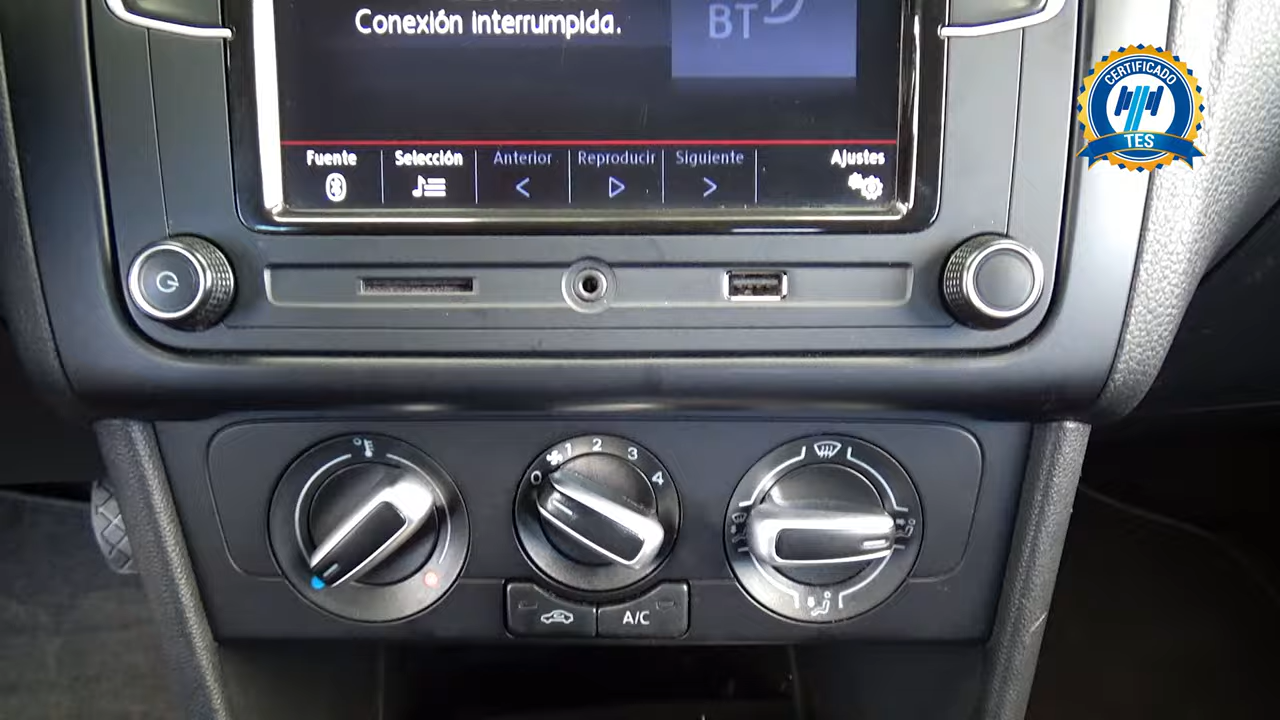 Conexión interrumpida.
BT
CERTIFICADO
TES
Fuente
Selección
Anterior
Reproducir
Siguiente
Ajustes
0 1 2 3 4
A/C